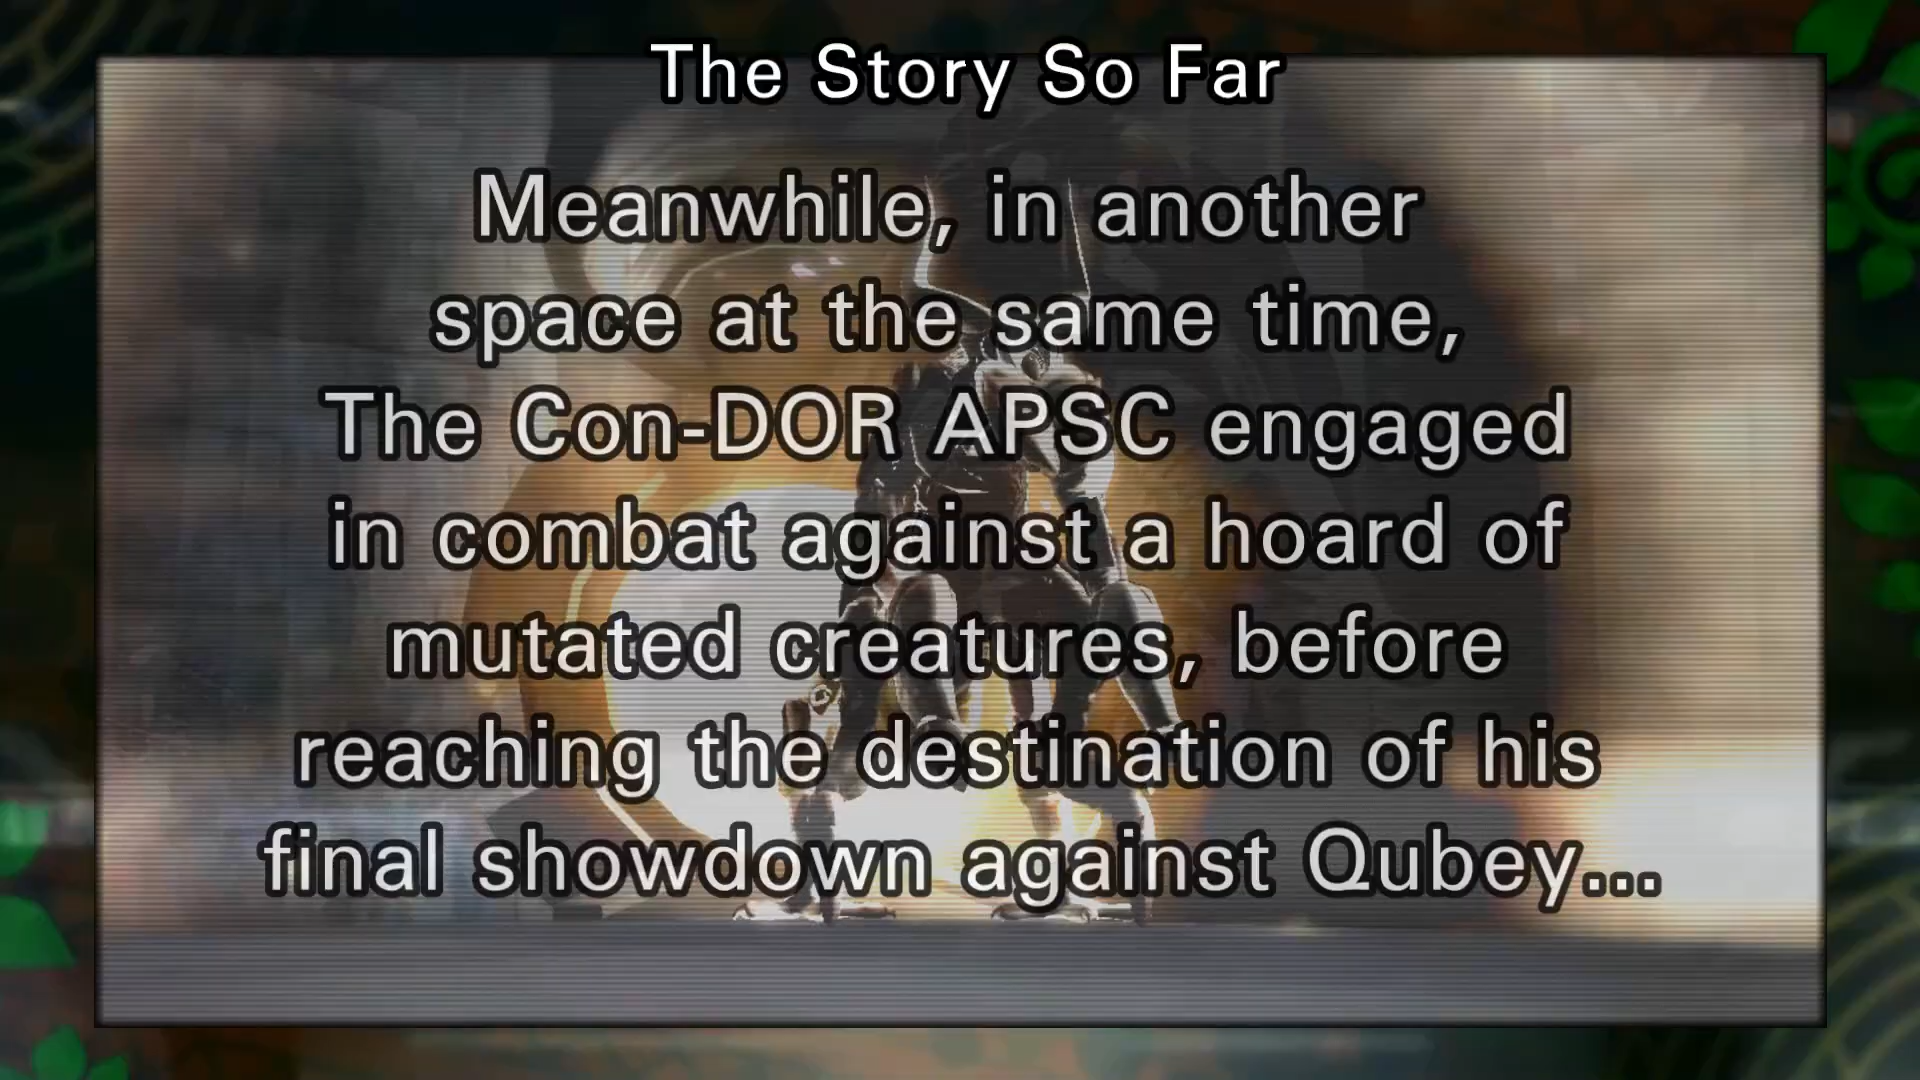 The Story So Far
Meanwhile, in another
space at the same time,
The Con-DOR APSC engaged
in combat against a hoard of
mutated creatures, before
reaching the destination of his
final showdown against Qubey...